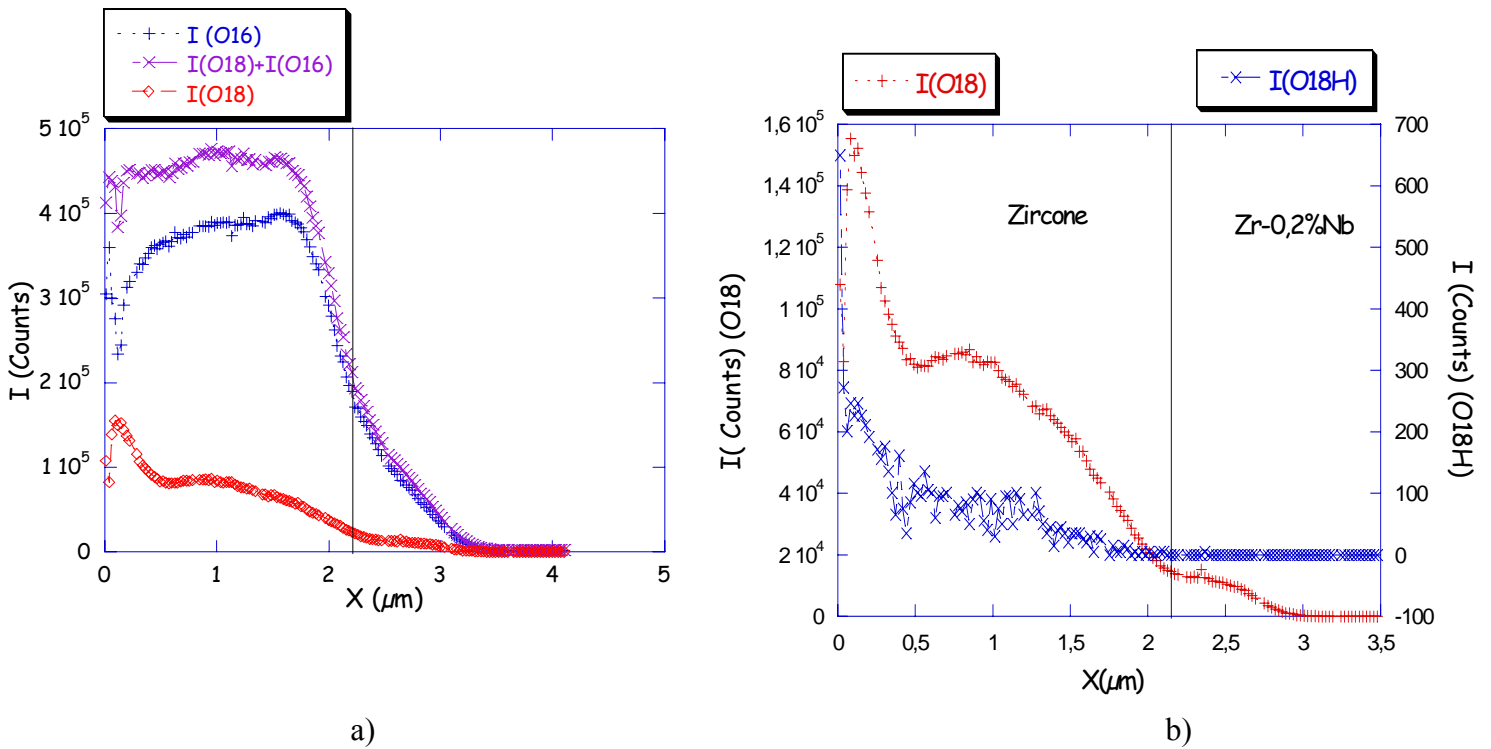 I (O16)
I(O18)+I(O16)
I(O18)
5 10⁵
4 10⁵
3 10⁵
2 10⁵
1 10⁵
0
I (Counts)
0 1 2 3 4 5
X (µm)
a)
I(O18)
I(O18H)
1,6 10⁵
1,4 10⁵
1,2 10⁵
1 10⁵
8 10⁴
6 10⁴
4 10⁴
2 10⁴
0
I( Counts) (O18)
Zircone
Zr-0,2%Nb
700
600
500
400
300
200
100
0
-100
I (Counts) (O18H)
0 0,5 1 1,5 2 2,5 3 3,5
X(µm)
b)